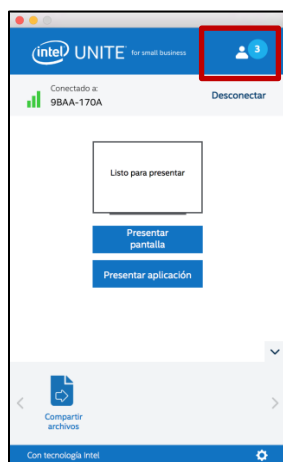 intel UNITE for small business 3
Conectado a:
9BAA-170A
Desconectar
Listo para presentar
Presentar
pantalla
Presentar aplicación
Compartir
archivos
Con tecnología Intel